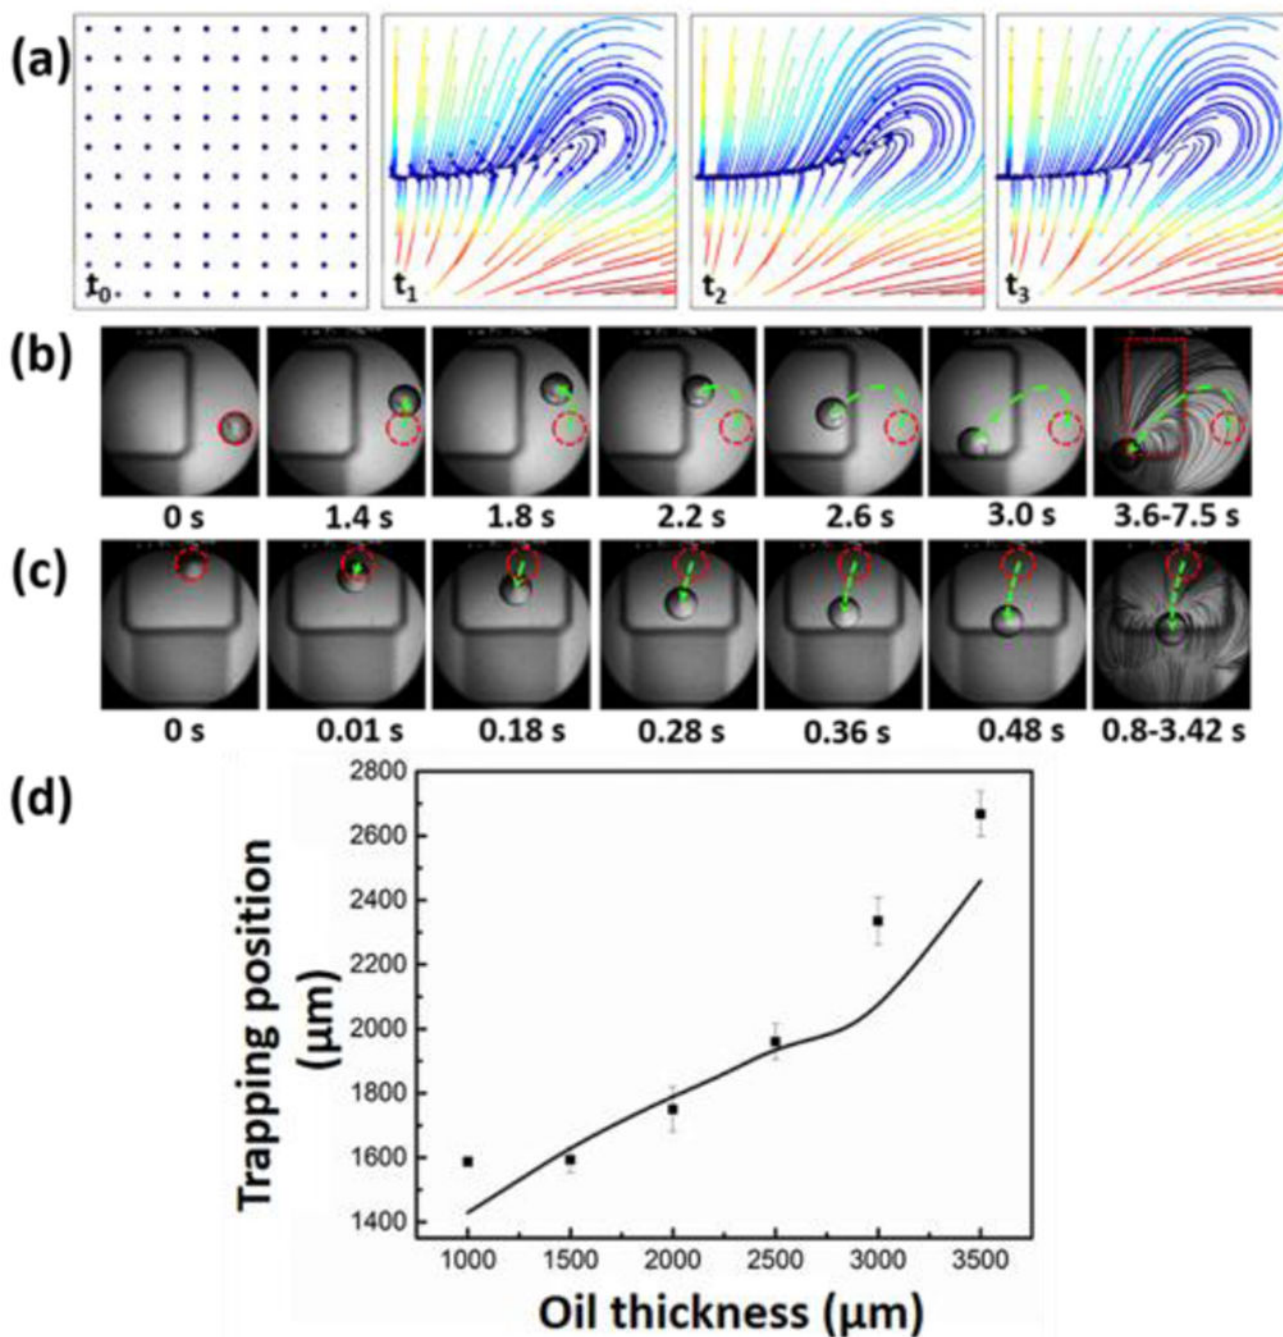 (a)
t0 t1 t2 t3
(b)
0 s 1.4 s 1.8 s 2.2 s 2.6 s 3.0 s 3.6-7.5 s
(c)
0 s 0.01 s 0.18 s 0.28 s 0.36 s 0.48 s 0.8-3.42 s
(d)
2800
2600
2400
2200
2000
1800
1600
1400
Trapping position
(μm)
1000 1500 2000 2500 3000 3500
Oil thickness (μm)